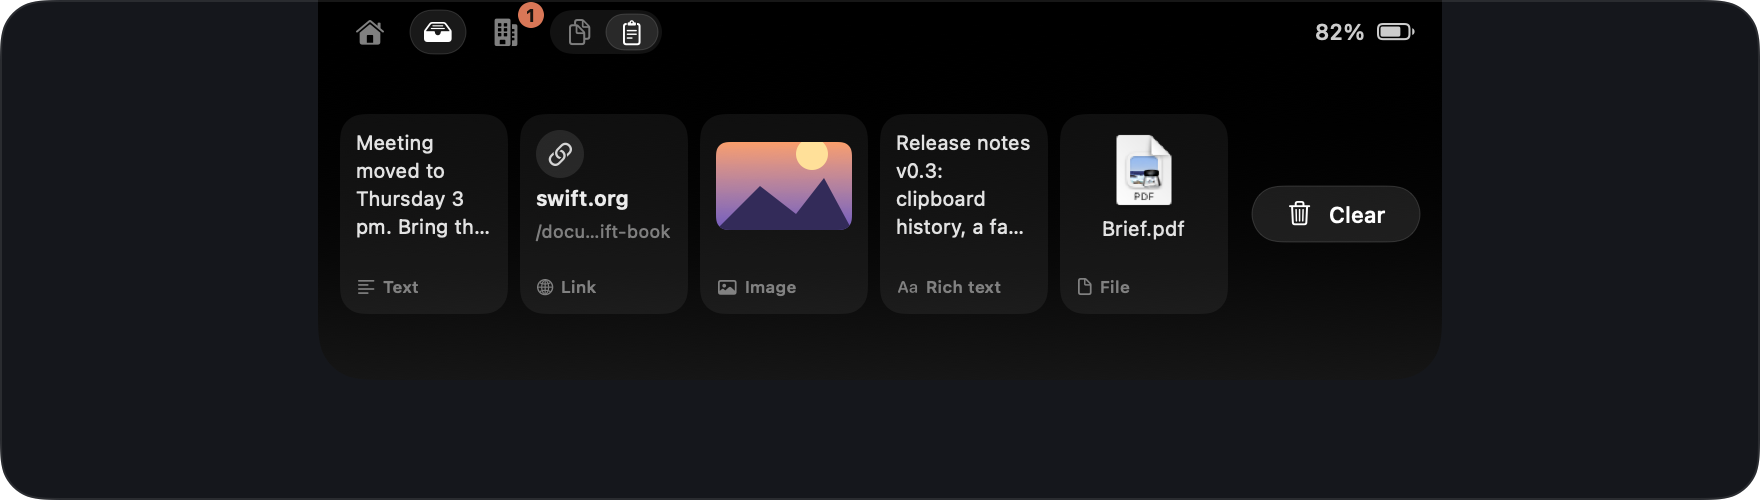 1
82%
Meeting
moved to
Thursday 3
pm. Bring th...
Text
swift.org
/docu...ift-book
Link
Image
Release notes
v0.3:
clipboard
history, a fa...
Aa Rich text
PDF
Brief.pdf
File
Clear